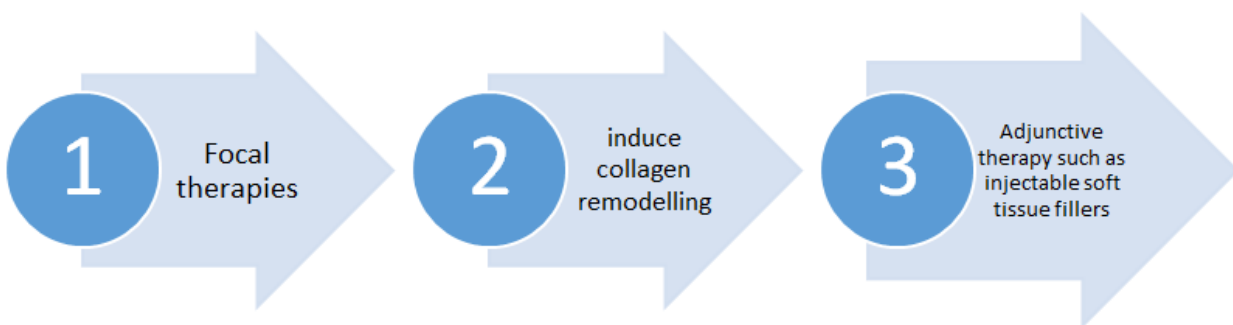 1
Focal
therapies
2
induce
collagen
remodelling
3
Adjunctive
therapy such as
injectable soft
tissue fillers